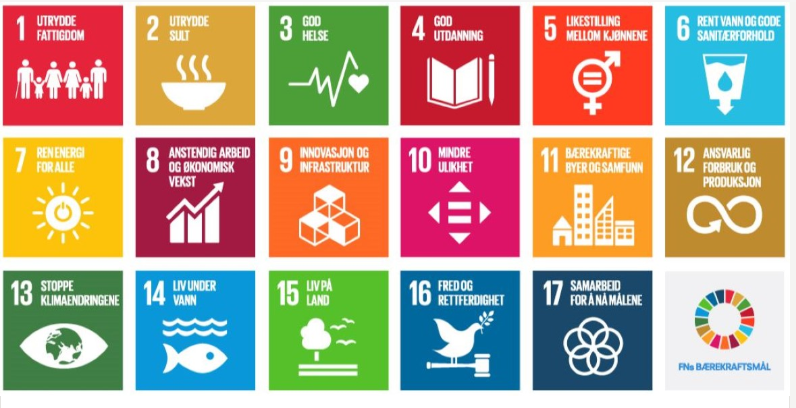 1 UTRYDDE
FATTIGDOM
2 UTRYDDE
SULT
3 GOD
HELSE
4 GOD
UTDANNING
5 LIKESTILLING
MELLOM KJØNNENE
6 RENT VANN OG GODE
SANITÆRFORHOLD
7 REN ENERGI
FOR ALLE
8 ANSTENDIG ARBEID
OG ØKONOMISK
VEKST
9 INNOVASJON OG
INFRASTRUKTUR
10 MINDRE
ULIKHET
11 BÆREKRAFTIGE
BYER OG SAMFUNN
12 ANSVARLIG
FORBRUK OG
PRODUKSJON
13 STOPPE
KLIMAENDRINGENE
14 LIV UNDER
VANN
15 LIV PÅ
LAND
16 FRED OG
RETTFERDIGHET
17 SAMARBEID
FOR Å NÅ MÅLENE
FNs BÆREKRAFTSMÅL